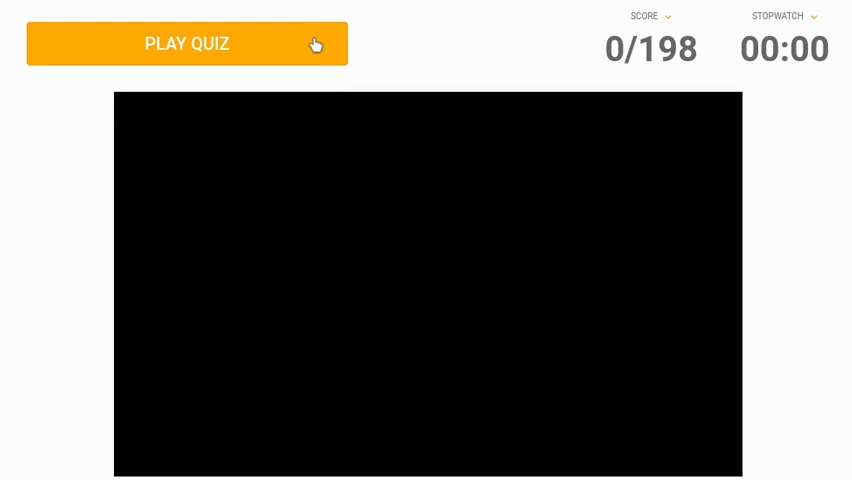 SCORE
STOPWATCH
PLAY QUIZ
0/198
00:00